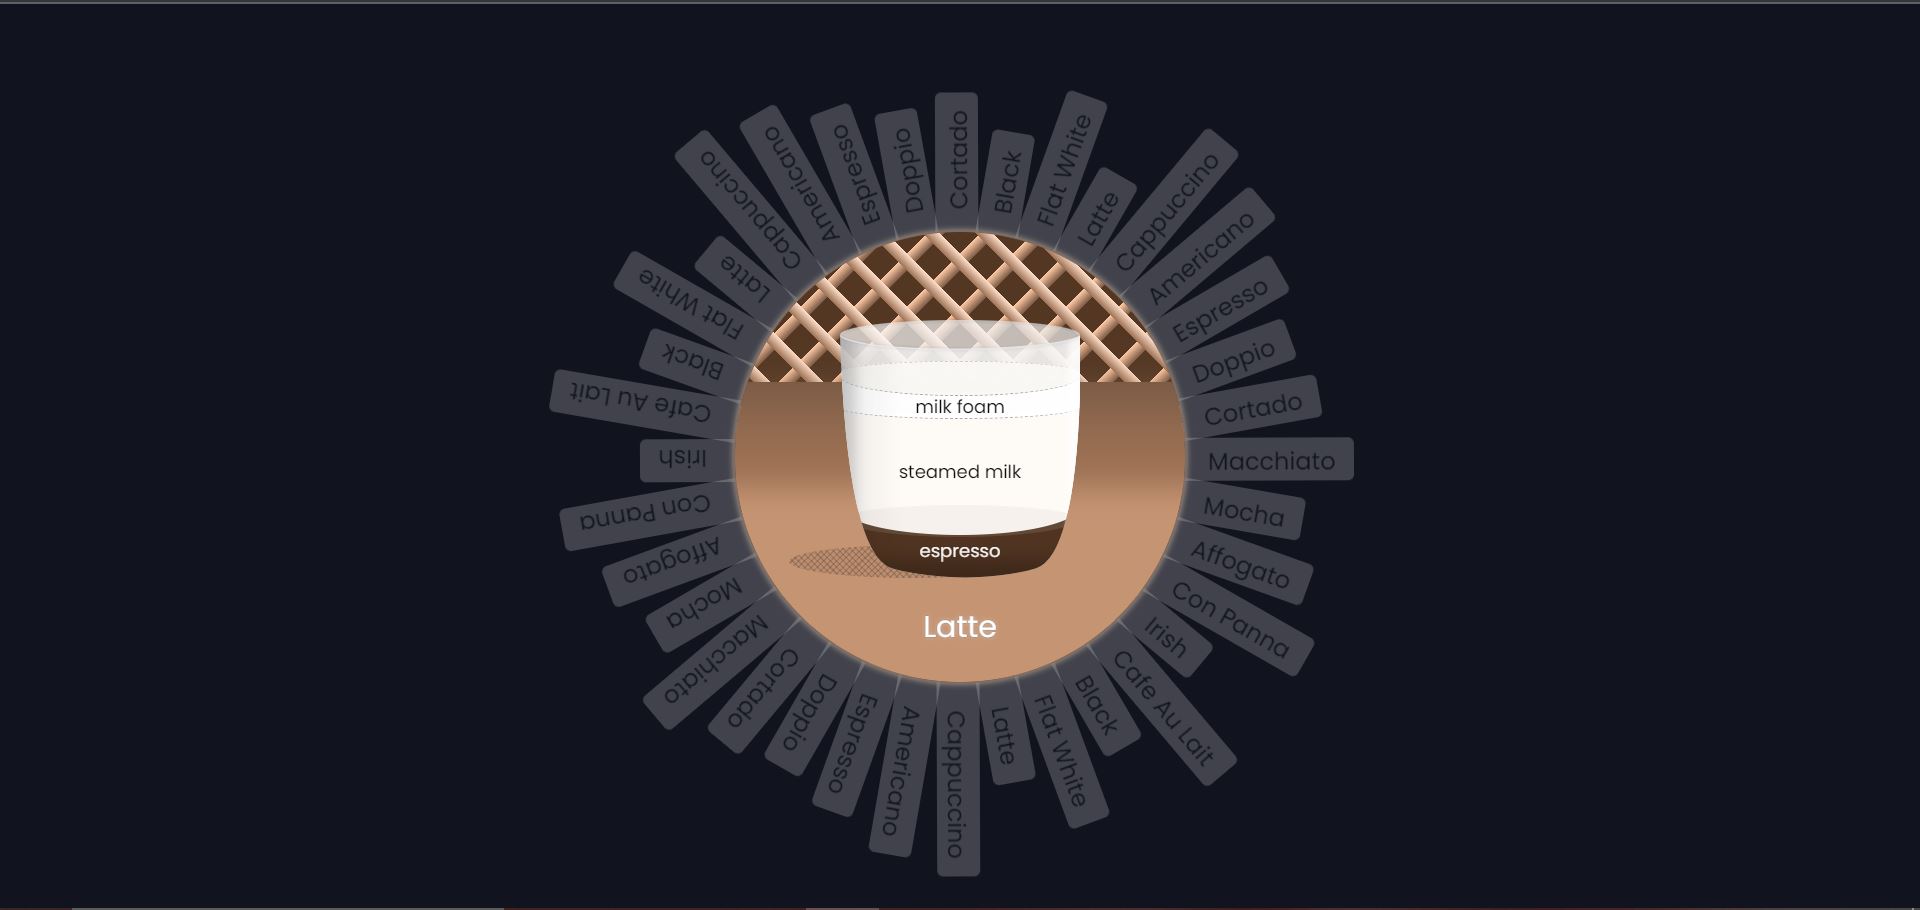 Cortado
Black
Flat White
Latte
Cappuccino
Americano
Espresso
Doppio
Cortado
Macchiato
Mocha
Affogato
Con Panna
Irish
Cafe Au Lait
Black
Flat White
Latte
Cappuccino
Americano
Espresso
Doppio
Cortado
Macchiato
Mocha
Affogato
Con Panna
Irish
Cafe Au Lait
Black
Flat White
Latte
Cappuccino
Americano
Espresso
Doppio
milk foam
steamed milk
espresso
Latte